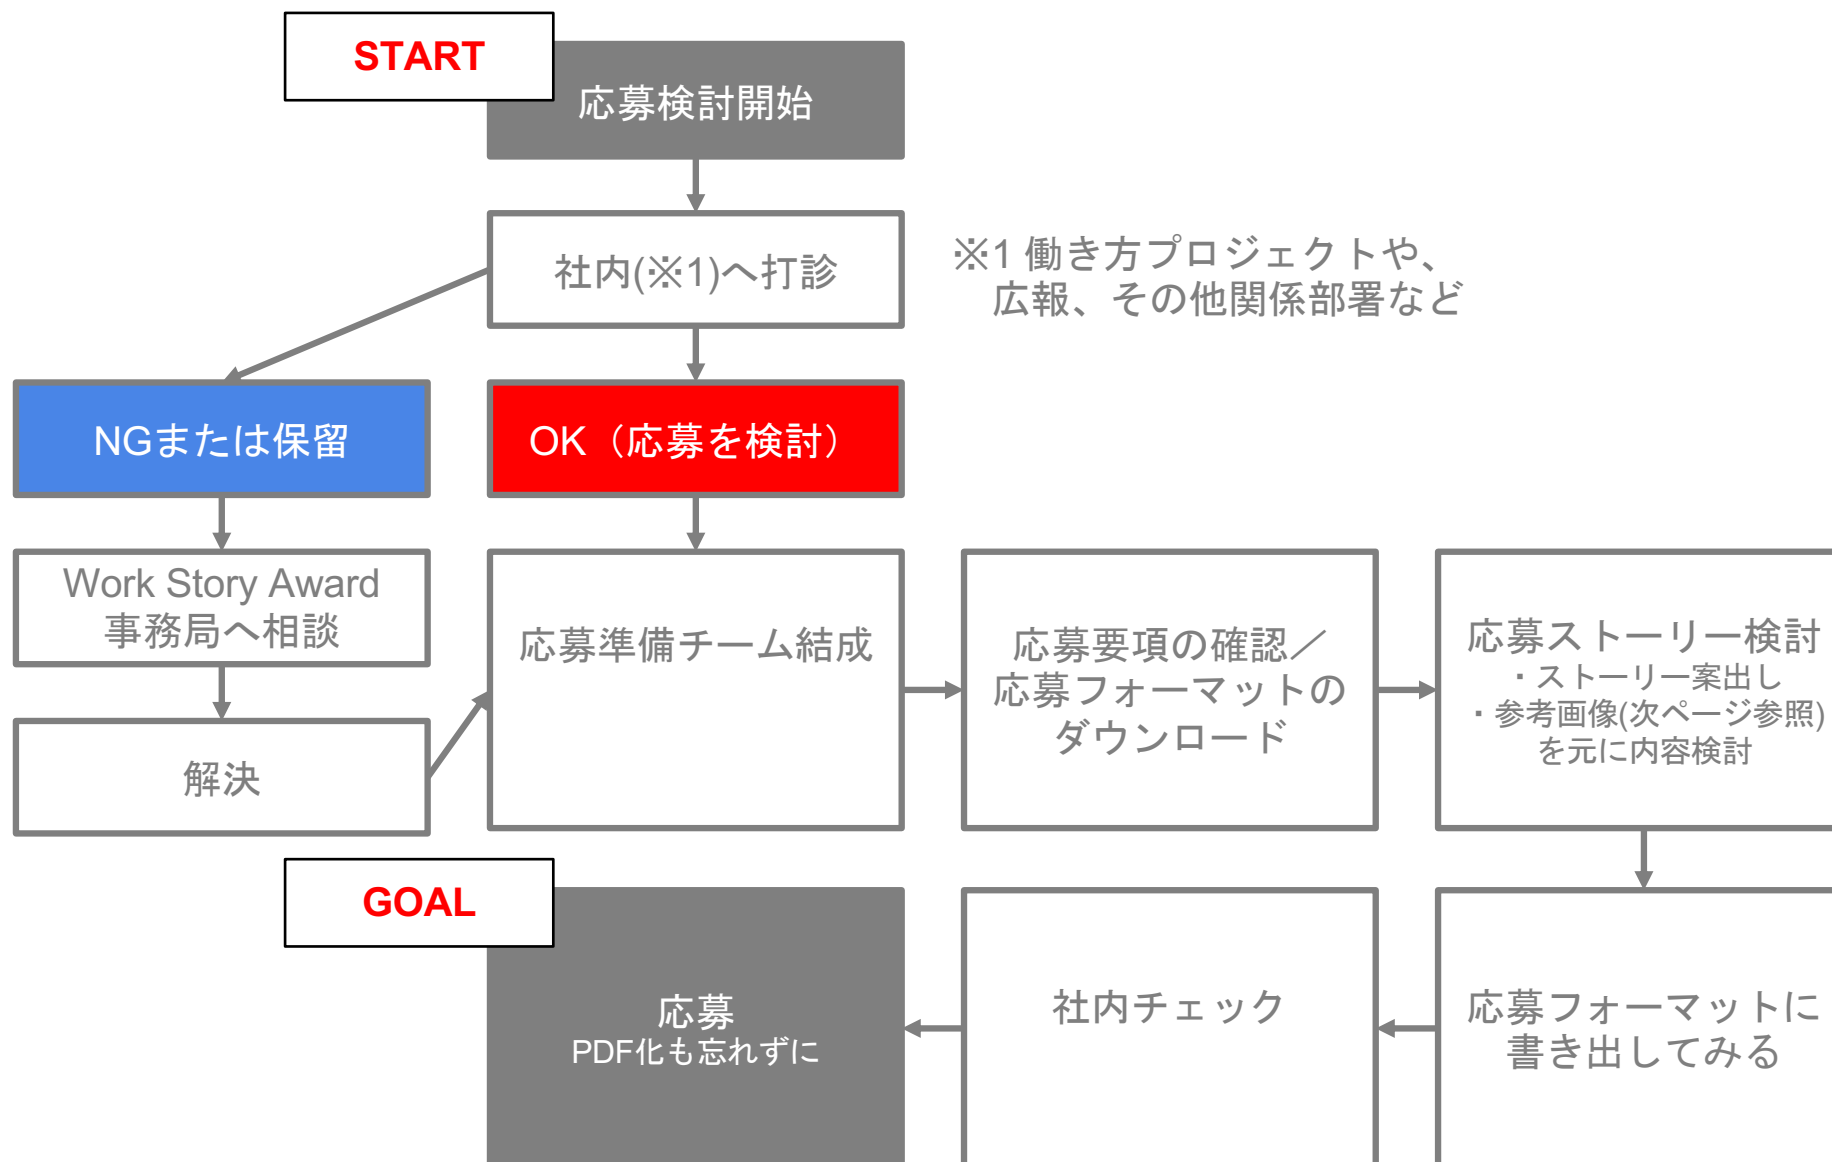 START
応募検討開始
社内(※1)へ打診
※1 働き方プロジェクトや、
広報、その他関係部署など
NGまたは保留
OK（応募を検討）
Work Story Award
事務局へ相談
解決
応募準備チーム結成
応募要項の確認／
応募フォーマットの
ダウンロード
応募ストーリー検討
・ストーリー案出し
・参考画像(次ページ参照)
を元に内容検討
GOAL
応募
PDF化も忘れずに
社内チェック
応募フォーマットに
書き出してみる